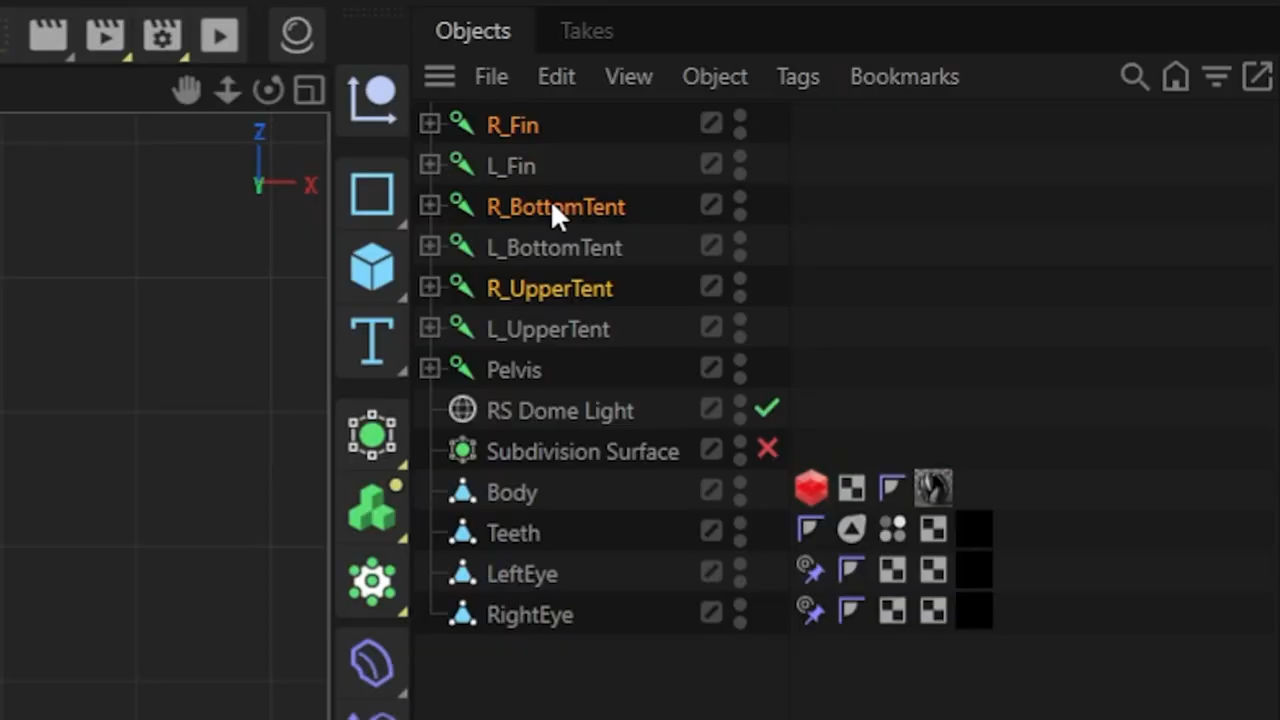 Objects Takes
File Edit View Object Tags Bookmarks
Z
Y X
R_Fin
L_Fin
R_BottomTent
L_BottomTent
R_UpperTent
L_UpperTent
Pelvis
RS Dome Light
Subdivision Surface
Body
Teeth
LeftEye
RightEye